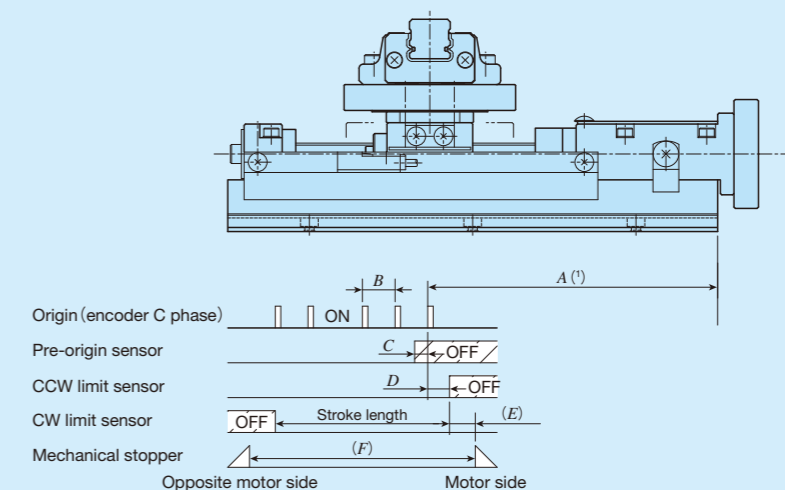 A(¹)
B
Origin (encoder C phase) ON
Pre-origin sensor C OFF
CCW limit sensor D OFF
CW limit sensor OFF Stroke length (E)
Mechanical stopper (F)
Opposite motor side Motor side